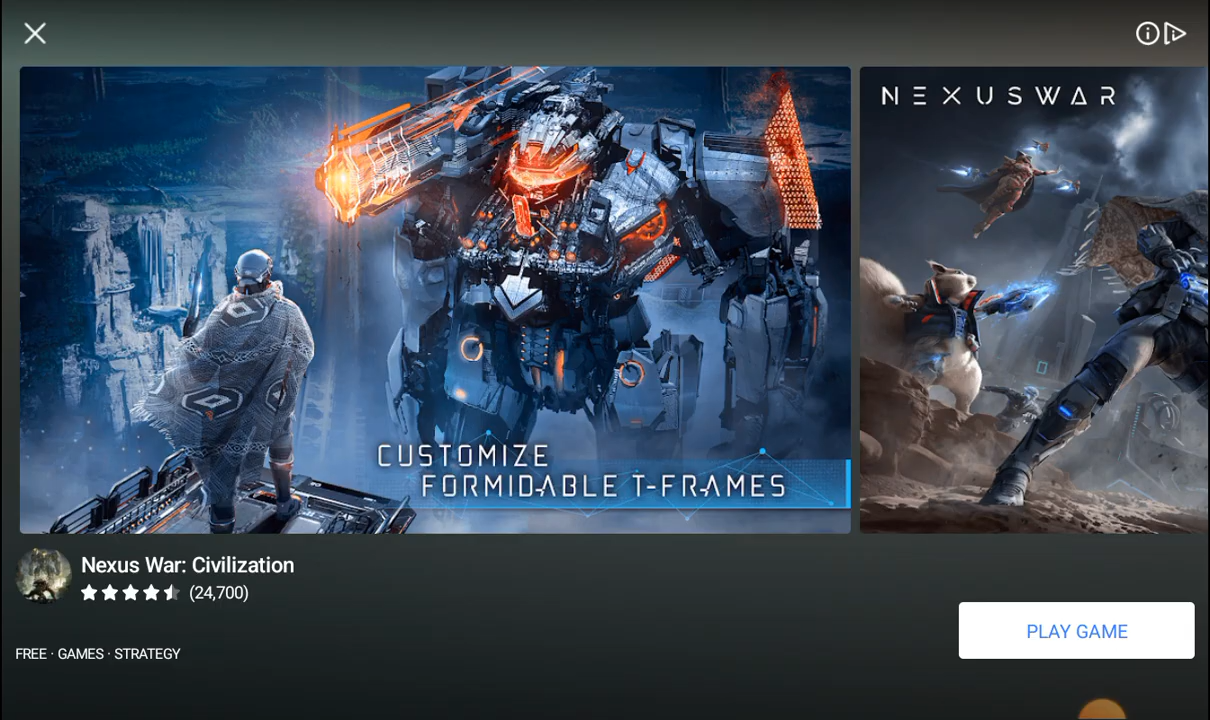 NEXUSWAR
CUSTOMIZE
FORMIDABLE T-FRAMES
Nexus War: Civilization
(24,700)
PLAY GAME
FREE · GAMES · STRATEGY